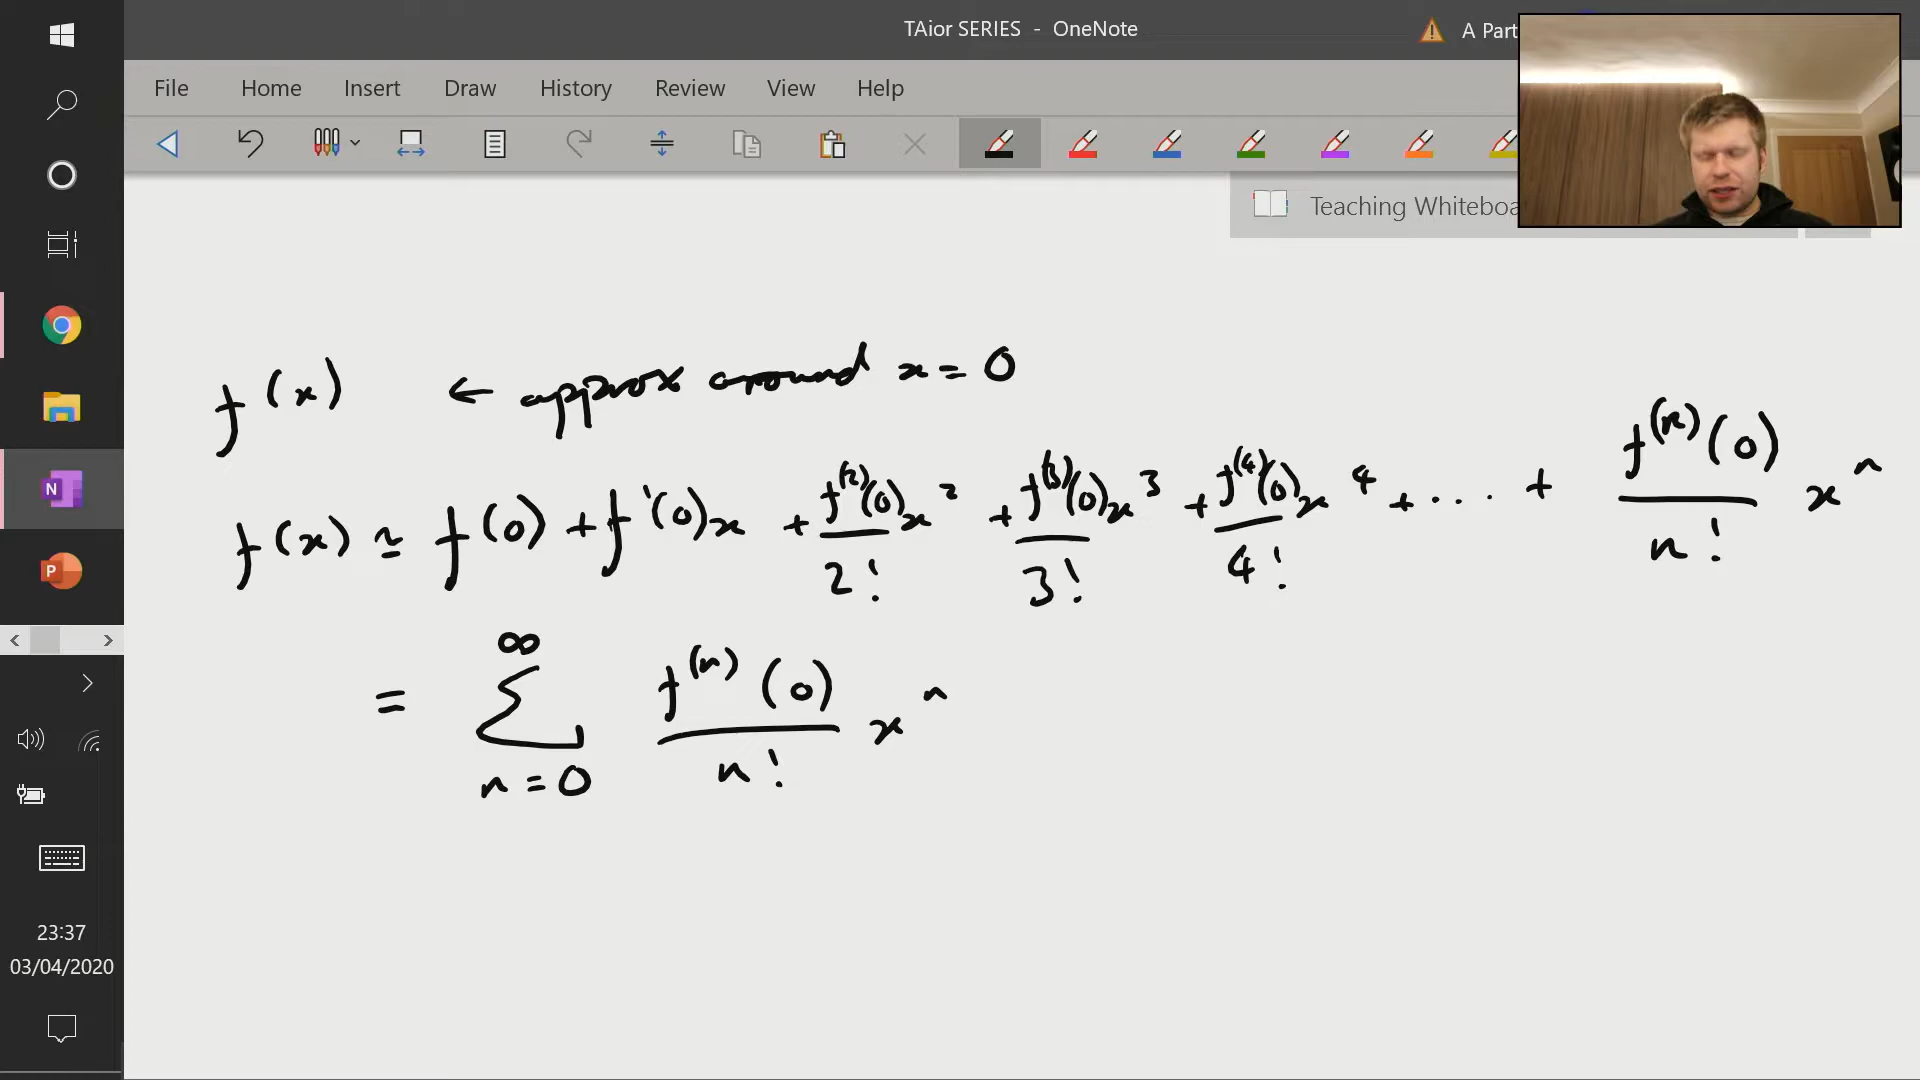 TAior SERIES - OneNote
A Part
File Home Insert Draw History Review View Help
Teaching Whiteboa
f(x) ← approx around x = 0
f(x) ≃ f(0) + f'(0)x + f⁽²⁾(0)/2! x² + f⁽³⁾(0)/3! x³ + f⁽⁴⁾(0)/4! x⁴ + ... + f⁽ⁿ⁾(0)/n! xⁿ
= ∑ n=0 ∞ f⁽ⁿ⁾(0)/n! xⁿ
N
P
23:37
03/04/2020